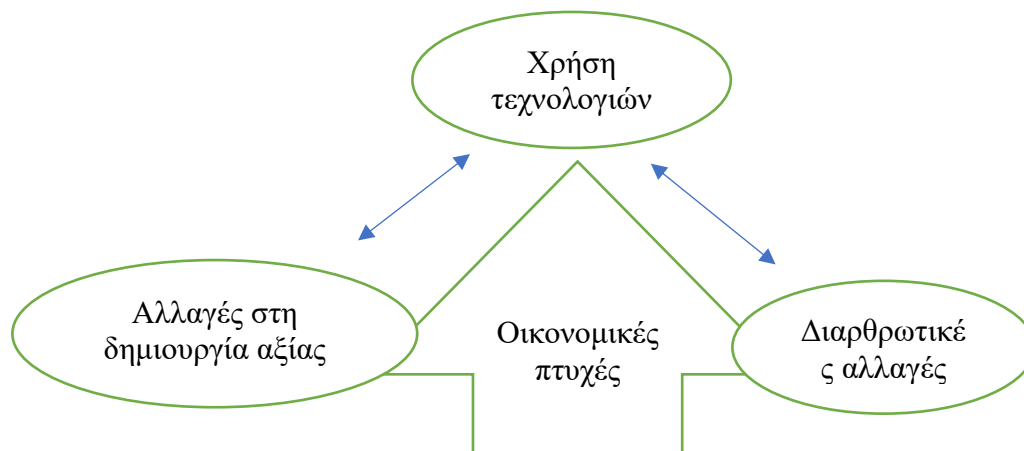 Χρήση
τεχνολογιών
Αλλαγές στη
δημιουργία αξίας
Οικονομικές
πτυχές
Διαρθρωτικέ
ς αλλαγές